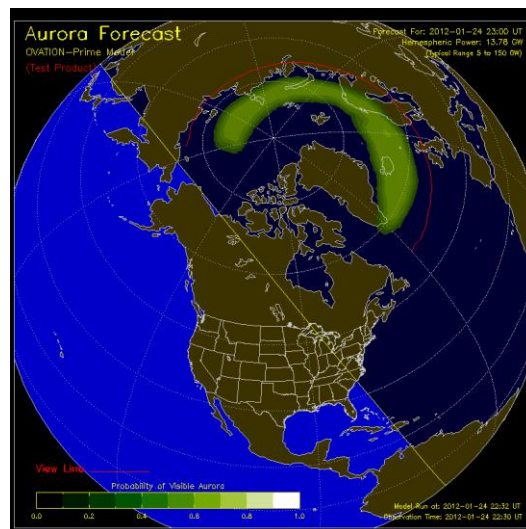 Aurora Forecast
OVATION-Prime Model
(Test Product)
Forecast For: 2012-01-24 23:00 UT
Hemispheric Power: 13.78 GW
(Typical Range 5 to 150 GW)
View Line
Probability of Visible Aurora
0.0 0.2 0.4 0.6 0.8 1.0
Model Run at: 2012-01-24 22:32 UT
Observation Time: 2012-01-24 22:30 UT